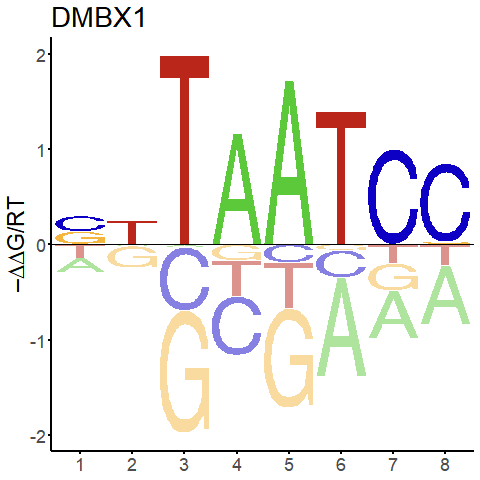 DMBX1
−ΔΔG/RT
2
1
0
-1
-2
C T T A A T C C
G G
T A G C G C T T
A C T T A G A
G C G A
1 2 3 4 5 6 7 8